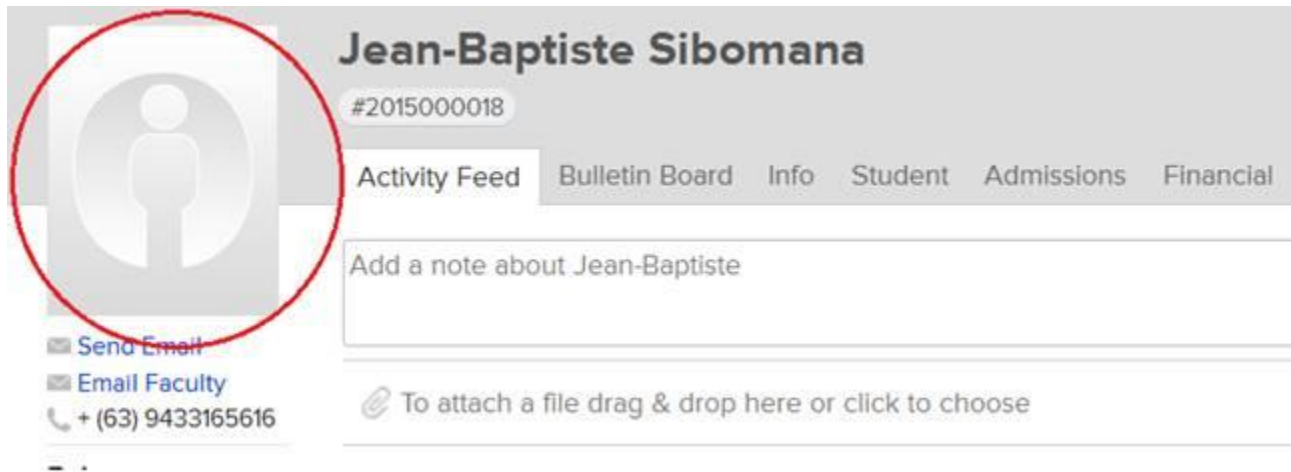 Jean-Baptiste Sibomana
#2015000018
Activity Feed Bulletin Board Info Student Admissions Financial
Add a note about Jean-Baptiste
Send Email
Email Faculty
+ (63) 9433165616
To attach a file drag & drop here or click to choose